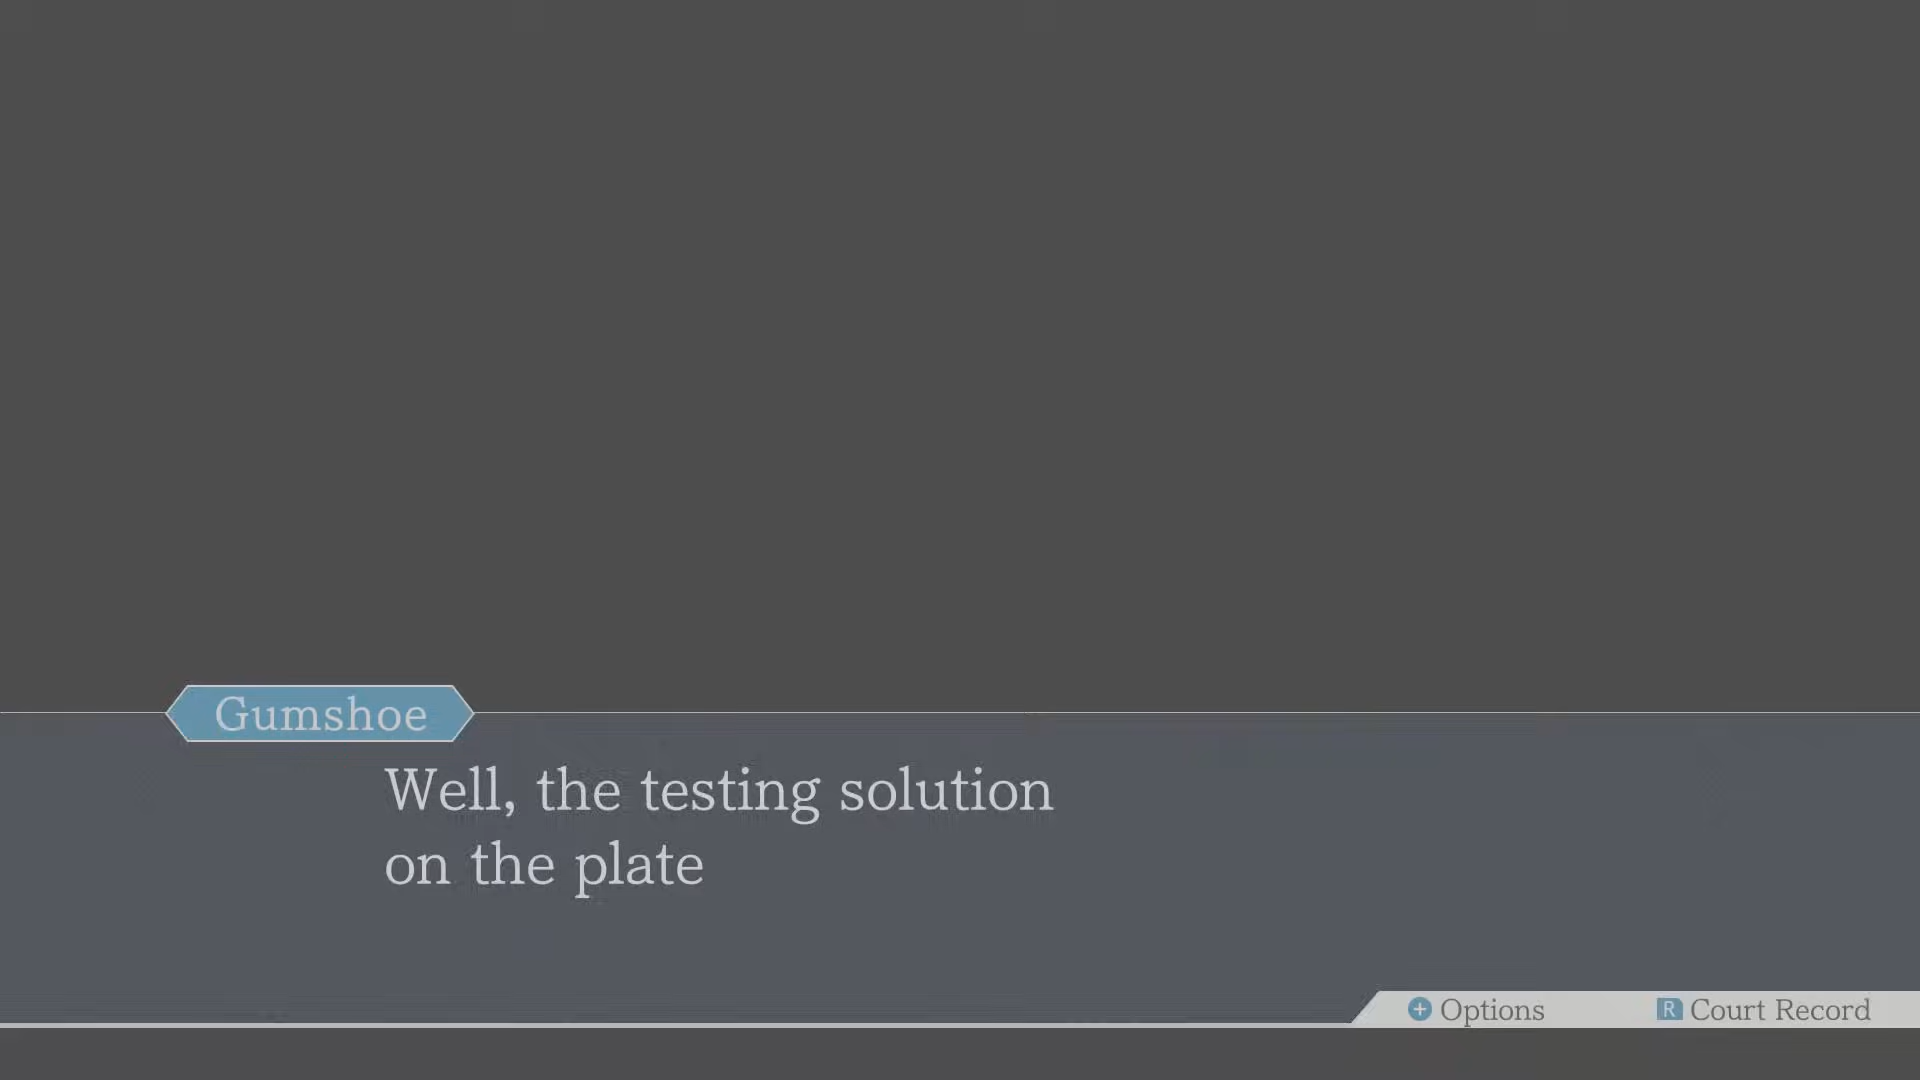 Gumshoe
Well, the testing solution
on the plate
+ Options
R Court Record